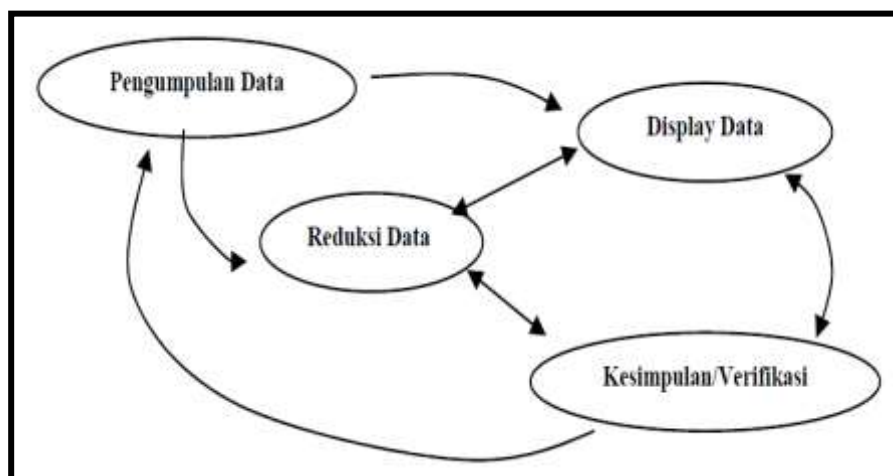 Pengumpulan Data
Display Data
Reduksi Data
Kesimpulan/Verifikasi